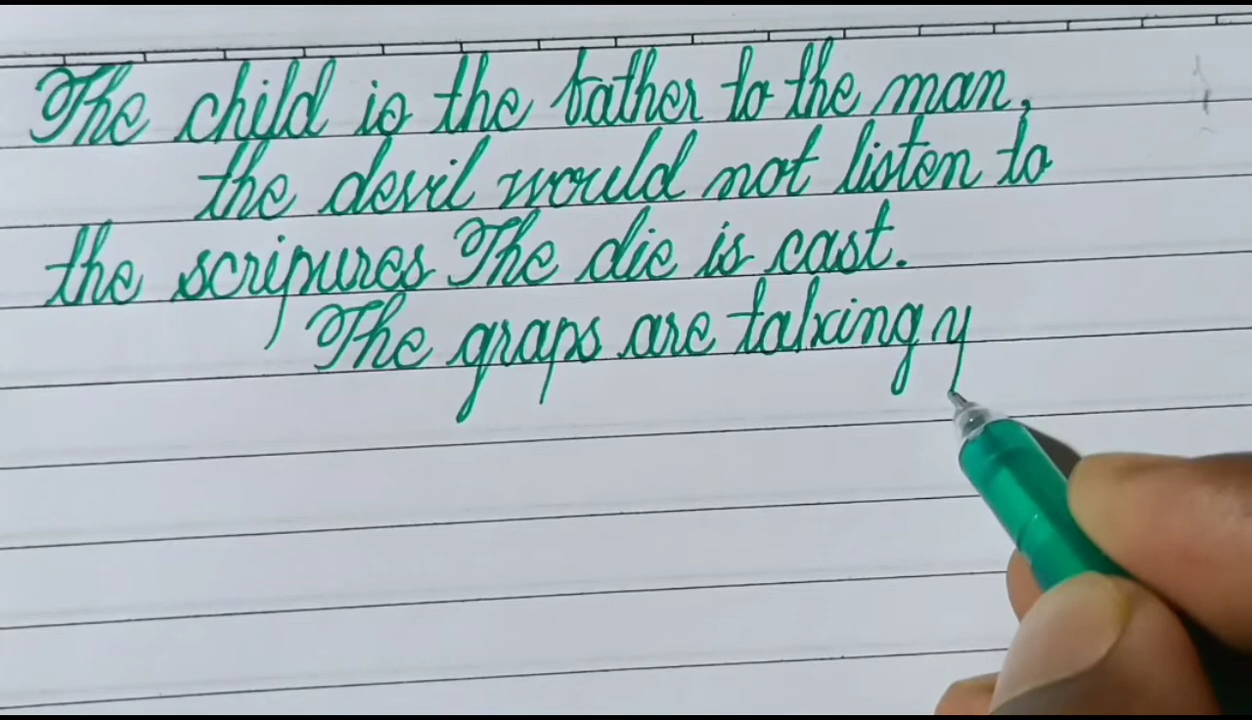 The child is the father to the man,
the devil would not listen to
the scripures The die is cast.
The graps are talking y